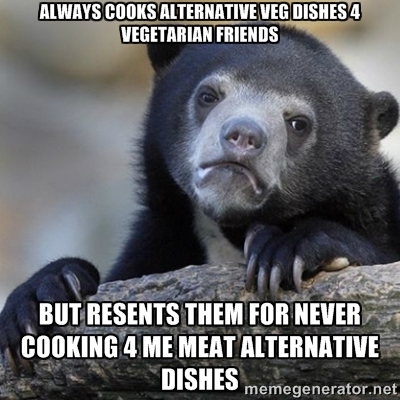 ALWAYS COOKS ALTERNATIVE VEG DISHES 4
VEGETARIAN FRIENDS
BUT RESENTS THEM FOR NEVER
COOKING 4 ME MEAT ALTERNATIVE
DISHES
memegenerator.net